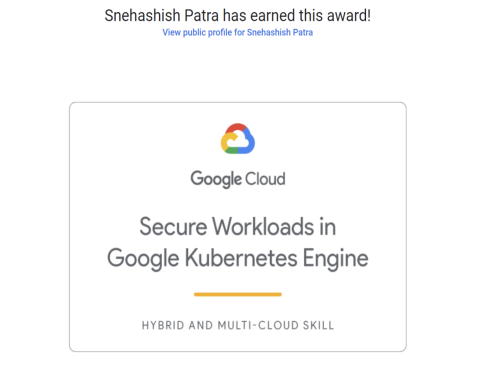 Snehashish Patra has earned this award!
View public profile for Snehashish Patra
Google Cloud
Secure Workloads in
Google Kubernetes Engine
HYBRID AND MULTI-CLOUD SKILL